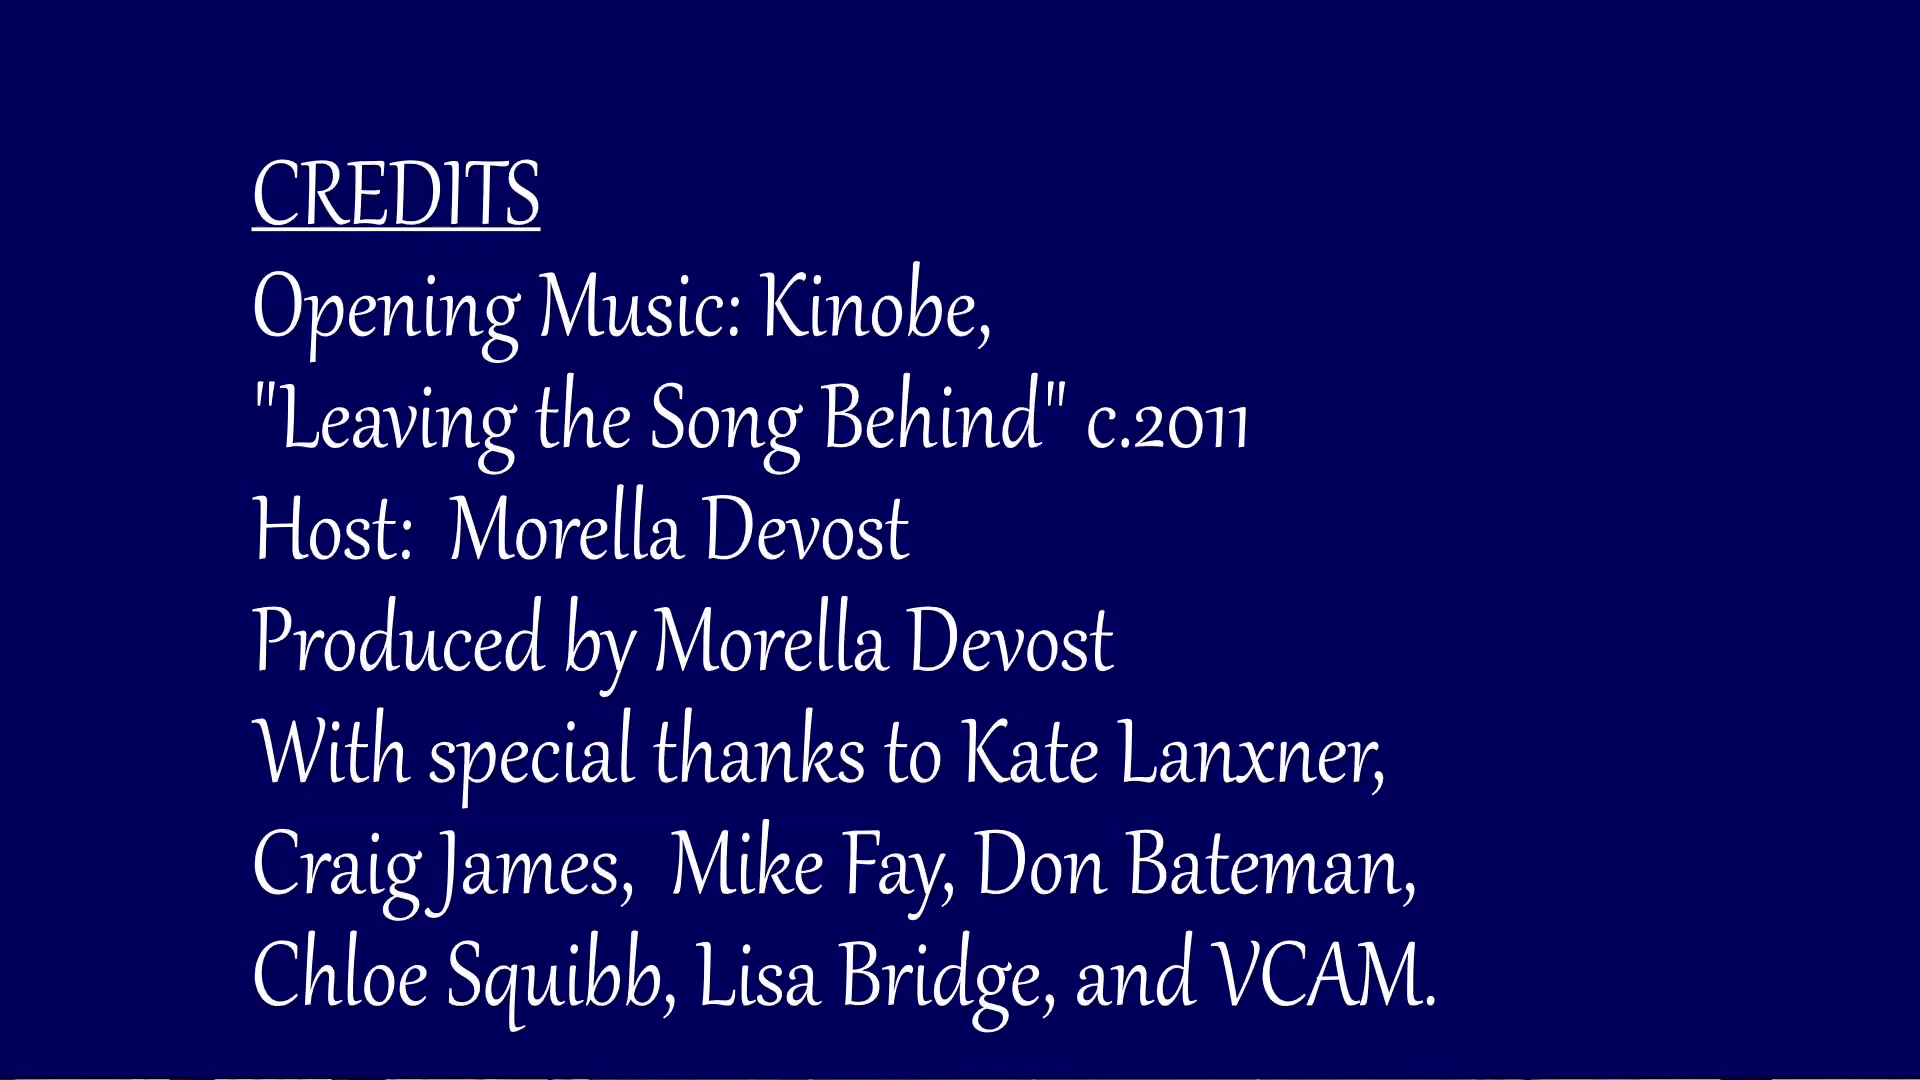 CREDITS
Opening Music: Kinobe,
"Leaving the Song Behind" c.2011
Host:  Morella Devost
Produced by Morella Devost
With special thanks to Kate Lanxner,
Craig James,  Mike Fay, Don Bateman,
Chloe Squibb, Lisa Bridge, and VCAM.